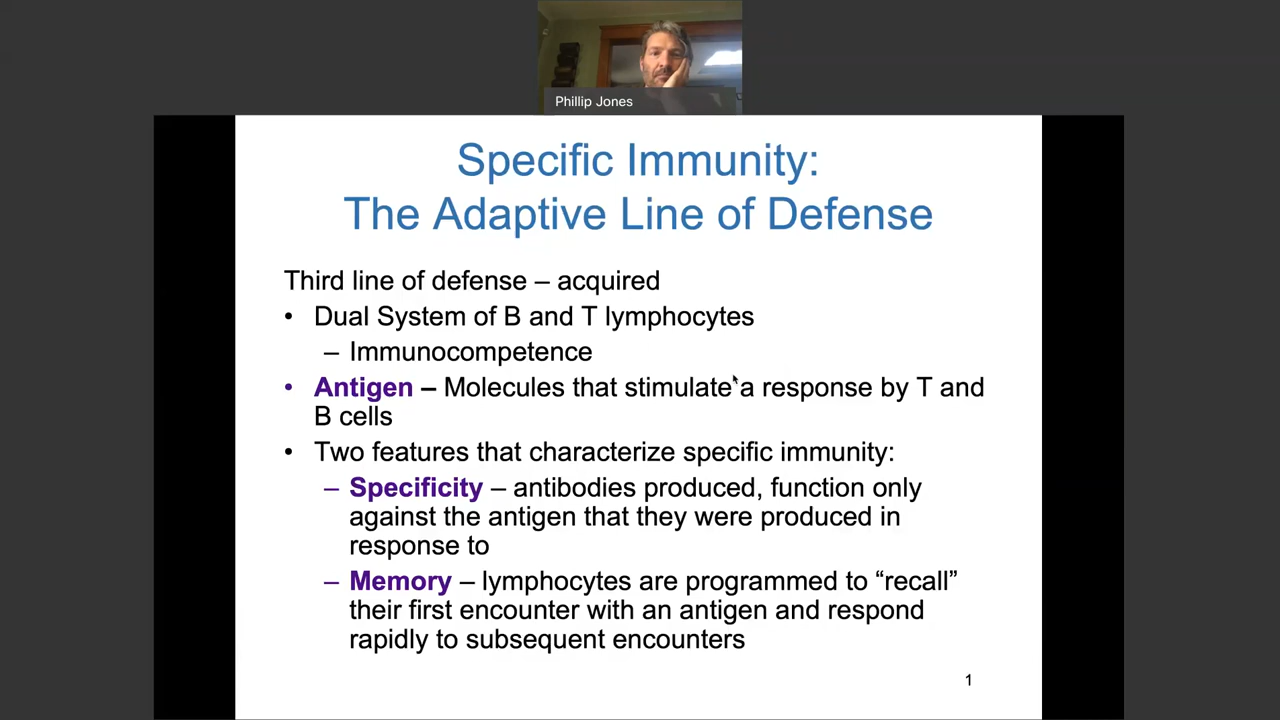 Phillip Jones
Specific Immunity:
The Adaptive Line of Defense
Third line of defense – acquired
• Dual System of B and T lymphocytes
– Immunocompetence
• Antigen – Molecules that stimulate a response by T and
B cells
• Two features that characterize specific immunity:
– Specificity – antibodies produced, function only
against the antigen that they were produced in
response to
– Memory – lymphocytes are programmed to “recall”
their first encounter with an antigen and respond
rapidly to subsequent encounters
1